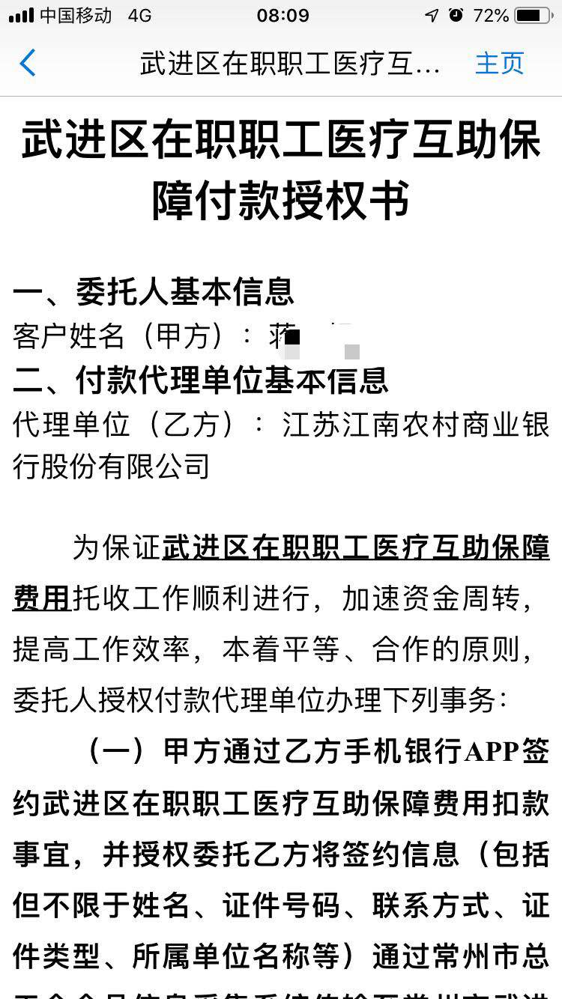 中国移动 4G 08:09 72%
武进区在职职工医疗互... 主页
武进区在职职工医疗互助保
障付款授权书
一、委托人基本信息
客户姓名（甲方）：蒋
二、付款代理单位基本信息
代理单位（乙方）：江苏江南农村商业银
行股份有限公司
为保证武进区在职职工医疗互助保障
费用托收工作顺利进行，加速资金周转，
提高工作效率，本着平等、合作的原则，
委托人授权付款代理单位办理下列事务：
（一）甲方通过乙方手机银行APP签
约武进区在职职工医疗互助保障费用扣款
事宜，并授权委托乙方将签约信息（包括
但不限于姓名、证件号码、联系方式、证
件类型、所属单位名称等）通过常州市总